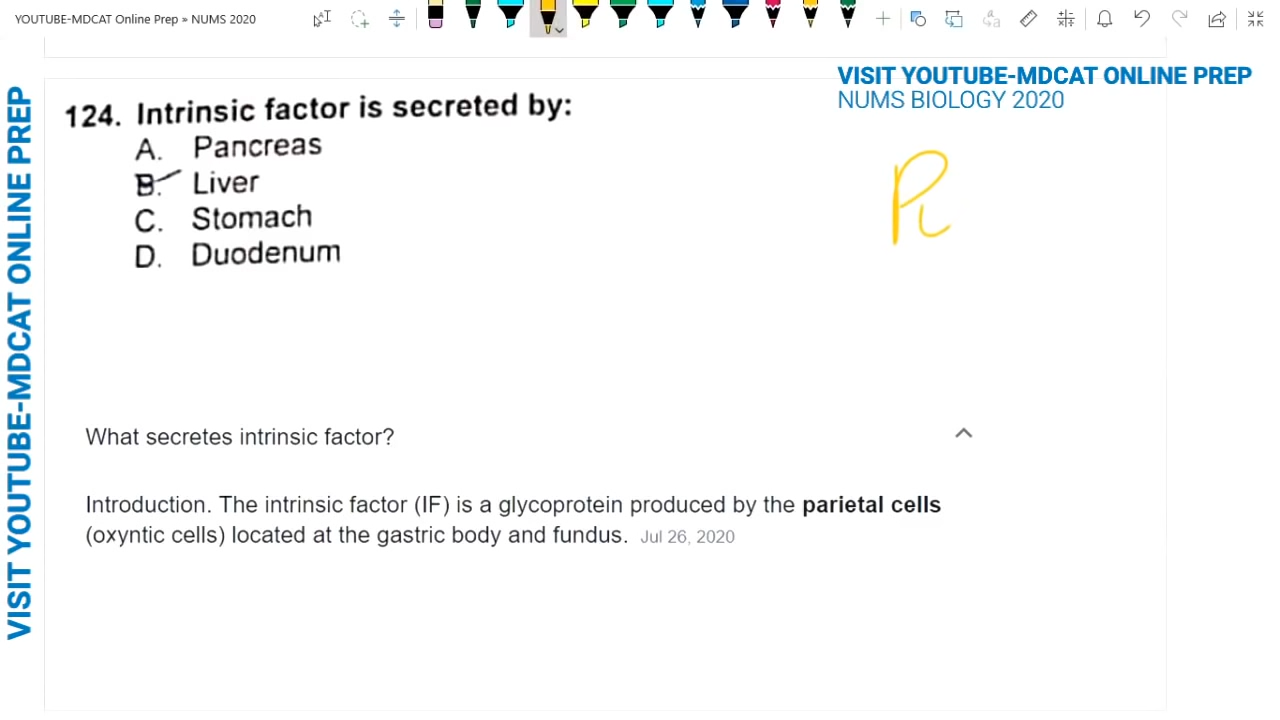 YOUTUBE-MDCAT Online Prep » NUMS 2020
VISIT YOUTUBE-MDCAT ONLINE PREP
NUMS BIOLOGY 2020
VISIT YOUTUBE-MDCAT ONLINE PREP
124. Intrinsic factor is secreted by:
A. Pancreas
B. Liver
C. Stomach
D. Duodenum
What secretes intrinsic factor?
Introduction. The intrinsic factor (IF) is a glycoprotein produced by the parietal cells
(oxyntic cells) located at the gastric body and fundus. Jul 26, 2020